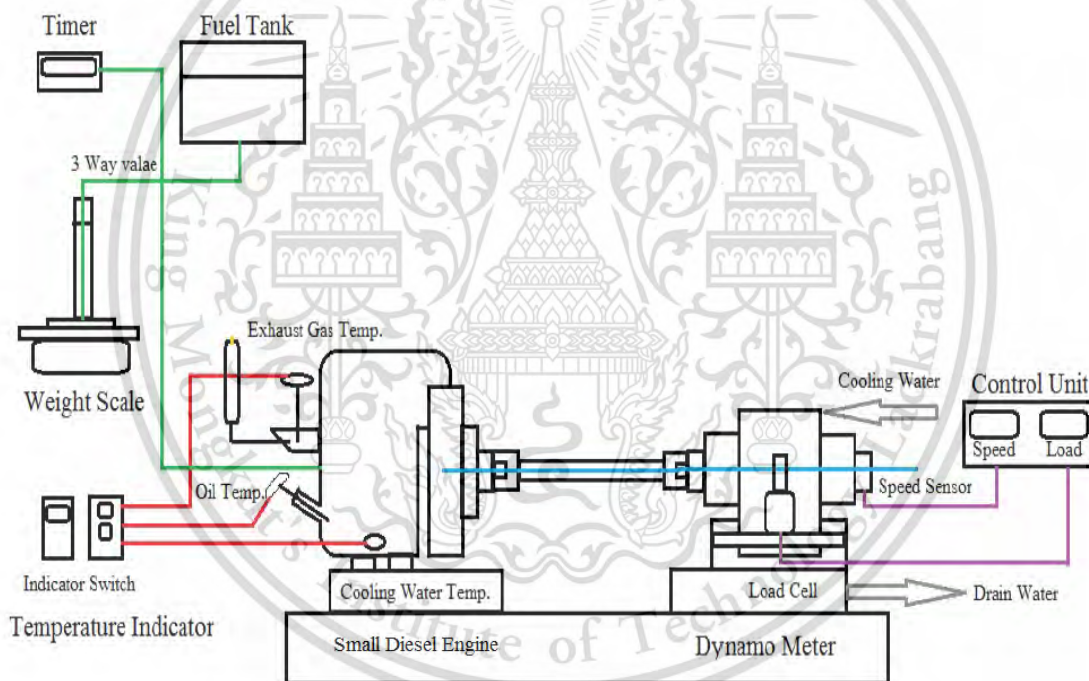 Timer
Fuel Tank
3 Way valae
Weight Scale
Exhaust Gas Temp.
Oil Temp.
Indicator Switch
Temperature Indicator
Cooling Water Temp.
Small Diesel Engine
Cooling Water
Control Unit
Speed
Load
Speed Sensor
Load Cell
Drain Water
Dynamo Meter
King Mongkut's Institute of Technology Ladkrabang